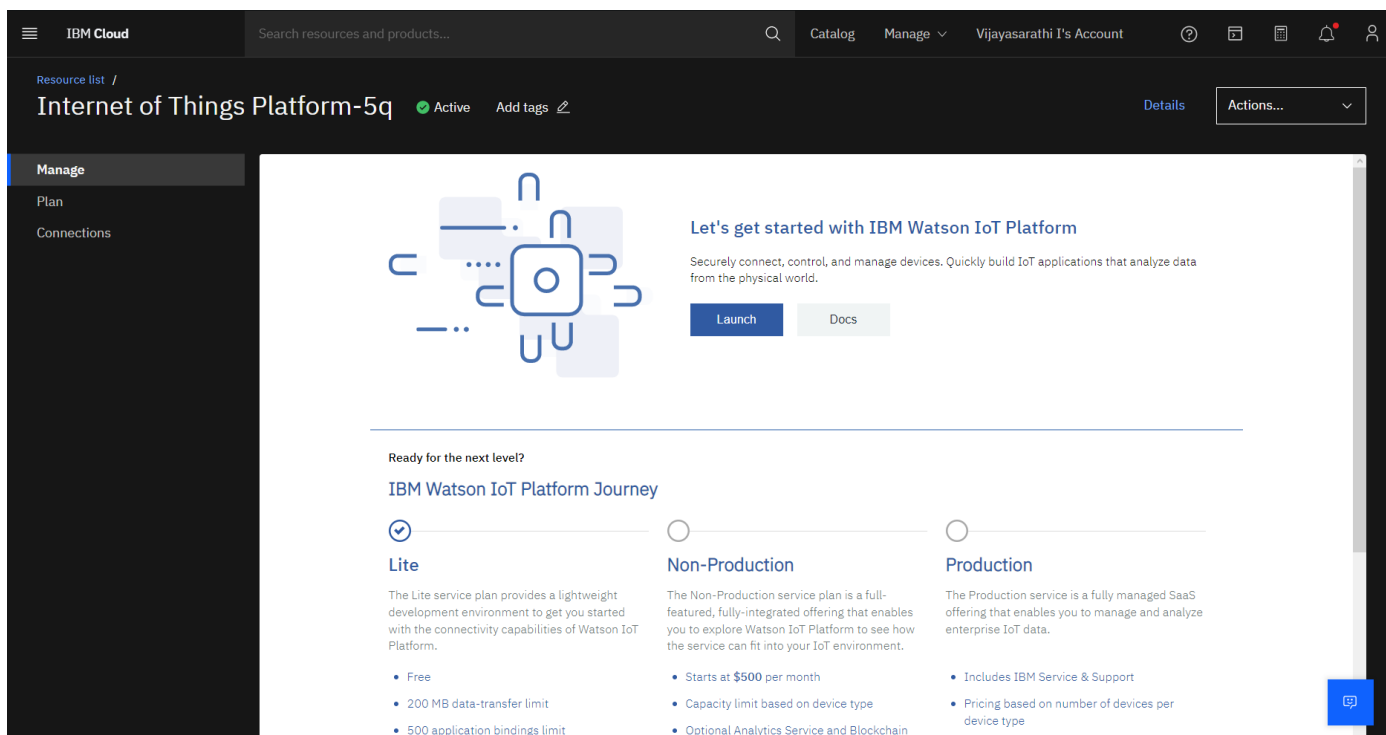 IBM Cloud
Search resources and products...
Catalog
Manage
Vijayasarathi I's Account
Resource list /
Internet of Things Platform-5q
Active
Add tags
Details
Actions...
Manage
Plan
Connections
Let's get started with IBM Watson IoT Platform
Securely connect, control, and manage devices. Quickly build IoT applications that analyze data
from the physical world.
Launch
Docs
Ready for the next level?
IBM Watson IoT Platform Journey
Lite
The Lite service plan provides a lightweight
development environment to get you started
with the connectivity capabilities of Watson IoT
Platform.
• Free
• 200 MB data-transfer limit
• 500 application bindings limit
Non-Production
The Non-Production service plan is a full-
featured, fully-integrated offering that enables
you to explore Watson IoT Platform to see how
the service can fit into your IoT environment.
• Starts at $500 per month
• Capacity limit based on device type
• Optional Analytics Service and Blockchain
Production
The Production service is a fully managed SaaS
offering that enables you to manage and analyze
enterprise IoT data.
• Includes IBM Service & Support
• Pricing based on number of devices per
device type